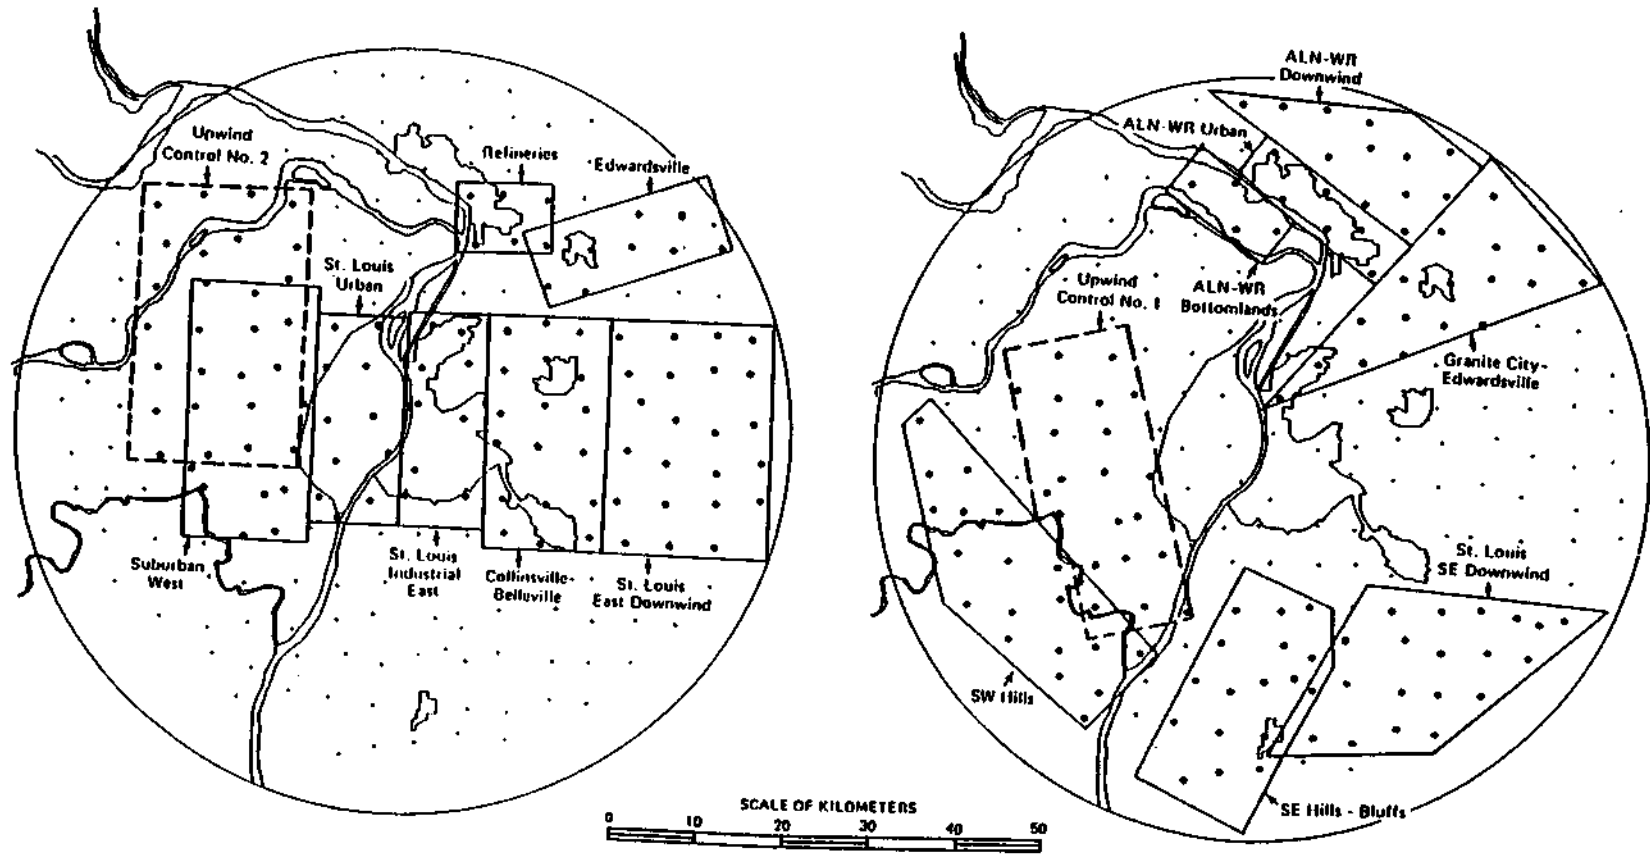 Upwind
Control No. 2
Refineries
Edwardsville
St. Louis
Urban
Suburban
West
St. Louis
Industrial
East
Collinsville-
Belluville
St. Louis
East Downwind
ALN-WR
Downwind
ALN-WR Urban
Upwind
Control No. 1
ALN-WR
Bottomlands
Granite City-
Edwardsville
St. Louis
SE Downwind
SW Hills
SE Hills - Bluffs
SCALE OF KILOMETERS
0 10 20 30 40 50